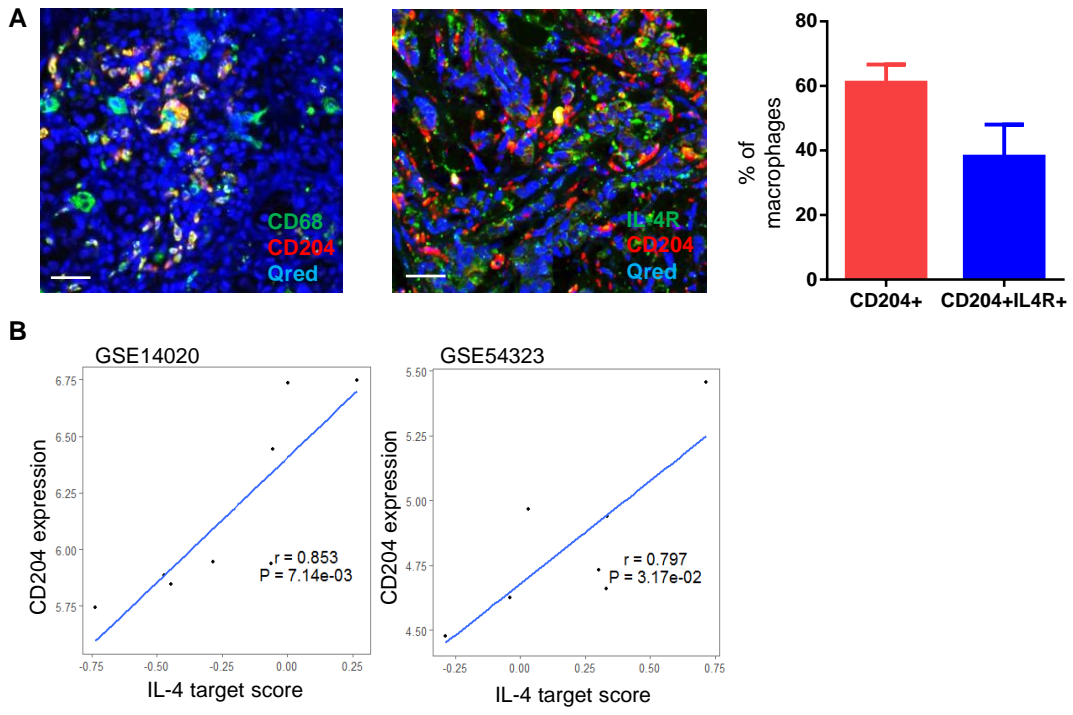 A
CD68
CD204
Qred
IL-4R
CD204
Qred
% of
macrophages
80
60
40
20
0
CD204+
CD204+IL4R+
B
GSE14020
CD204 expression
6.75
6.50
6.25
6.00
5.75
r = 0.853
P = 7.14e-03
-0.75
-0.50
-0.25
0.00
0.25
IL-4 target score
GSE54323
CD204 expression
5.50
5.25
5.00
4.75
4.50
r = 0.797
P = 3.17e-02
-0.25
0.00
0.25
0.50
0.75
IL-4 target score